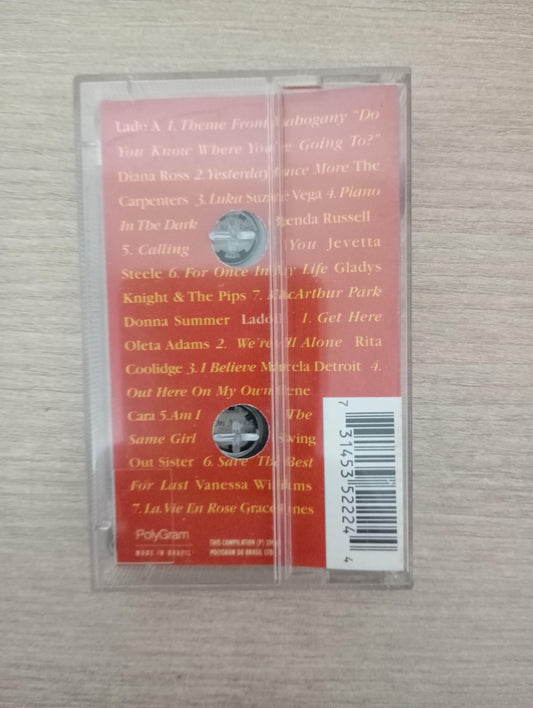 Lado A 1. Theme From Mahogany "Do
You Know Where You're Going To?"
Diana Ross 2. Yesterday Once More The
Carpenters 3. Luka Suzanne Vega 4. Piano
In The Dark Brenda Russell
5. Calling You Jevetta
Steele 6. For Once In My Life Gladys
Knight & The Pips 7. MacArthur Park
Donna Summer Lado 1. Get Here
Oleta Adams 2. We're All Alone Rita
Coolidge 3. I Believe Marcela Detroit 4.
Out Here On My Own Irene
Cara 5. Am I The
Same Girl Swing
Out Sister 6. Save The Best
For Last Vanessa Williams
7. La Vie En Rose Grace Jones
PolyGram
MADE IN BRAZIL
THIS COMPILATION (P)
POLYGRAM DO BRASIL
7 31453 52224 4